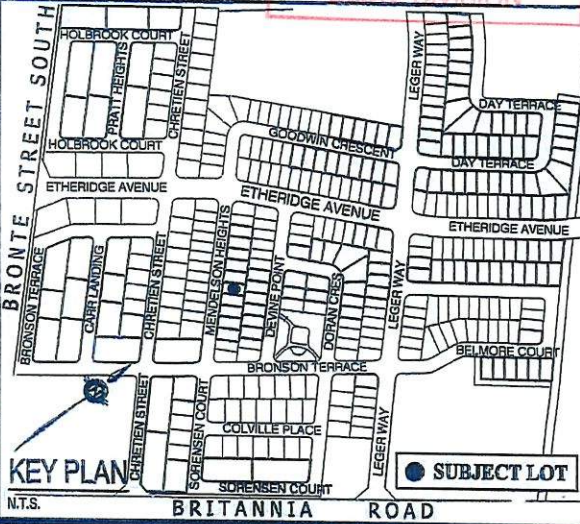 HOLBROOK COURT
BRONTE STREET SOUTH
PRATT HEIGHTS
CHRETIEN STREET
LEGER WAY
DAY TERRACE
GOODWIN CRESCENT
HOLBROOK COURT
DAY TERRACE
ETHERIDGE AVENUE
ETHERIDGE AVENUE
ETHERIDGE AVENUE
BRONSON TERRACE
CARR LANDING
CHRETIEN STREET
MENDELSON HEIGHTS
DEVINE POINT
DORAN CRES
LEGER WAY
BELMORE COURT
BRONSON TERRACE
CHRETIEN STREET
SORENSEN COURT
COLVILLE PLACE
LEGER WAY
KEY PLAN
SUBJECT LOT
SORENSEN COURT
N.T.S.
BRITANNIA ROAD